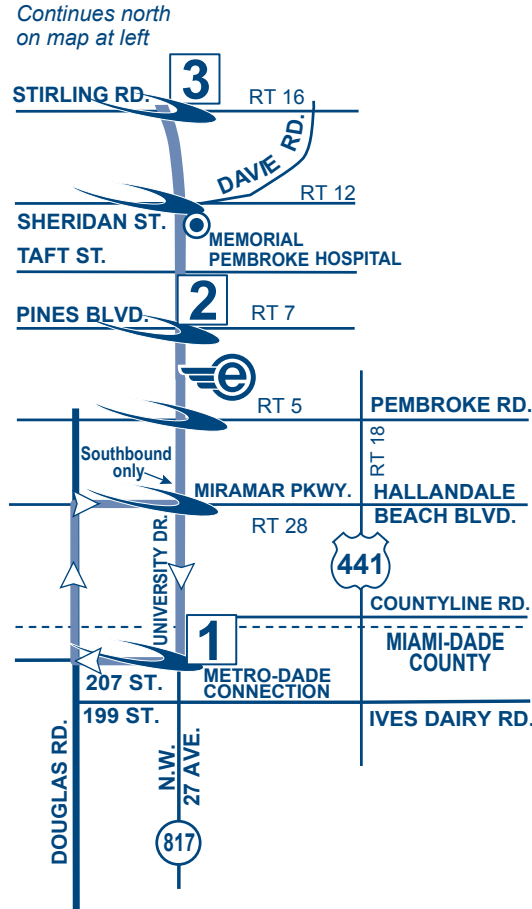 Continues north
on map at left
3
STIRLING RD.
RT 16
DAVIE RD.
RT 12
SHERIDAN ST.
MEMORIAL
PEMBROKE HOSPITAL
TAFT ST.
2
PINES BLVD.
RT 7
e
RT 5
PEMBROKE RD.
RT 18
Southbound
only
MIRAMAR PKWY.
HALLANDALE
BEACH BLVD.
RT 28
441
UNIVERSITY DR.
COUNTYLINE RD.
1
MIAMI-DADE
COUNTY
METRO-DADE
CONNECTION
207 ST.
199 ST.
IVES DAIRY RD.
DOUGLAS RD.
N.W.
27 AVE.
817